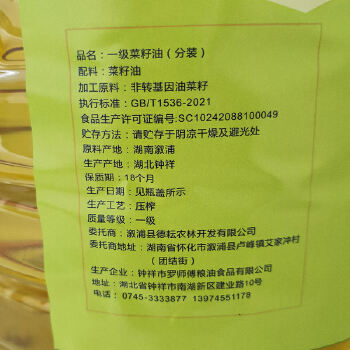 品名：一级菜籽油（分装）
配料：菜籽油
加工原料：非转基因油菜籽
执行标准：GB/T1536-2021
食品生产许可证编号：SC10242088100049
贮存方法：请贮存于阴凉干燥及避光处
原料产地：湖南溆浦
生产产地：湖北钟祥
保质期：18个月
生产日期：见瓶盖所示
生产工艺：压榨
质量等级：一级
委托商：溆浦县德耘农林开发有限公司
委托商地址：湖南省怀化市溆浦县卢峰镇艾家冲村
（团结街）
生产企业：钟祥市罗师傅粮油食品有限公司
地址：湖北省钟祥市南湖新区建业路10号
电话：0745-3333877 13974551178